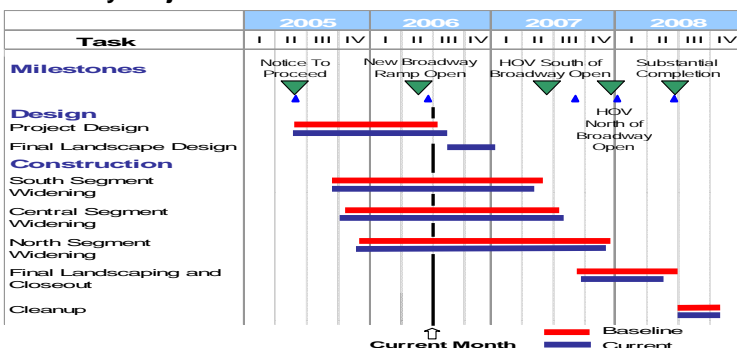 2005 2006 2007 2008
Task I II III IV I II III IV I II III IV I II III IV
Milestones
Notice To
Proceed
New Broadway
Ramp Open
HOV South of
Broadway Open
Substantial
Completion
HOV
North of
Broadway
Open
Design
Project Design
Final Landscape Design
Construction
South Segment
Widening
Central Segment
Widening
North Segment
Widening
Final Landscaping and
Closeout
Cleanup
Current Month
Baseline
Current